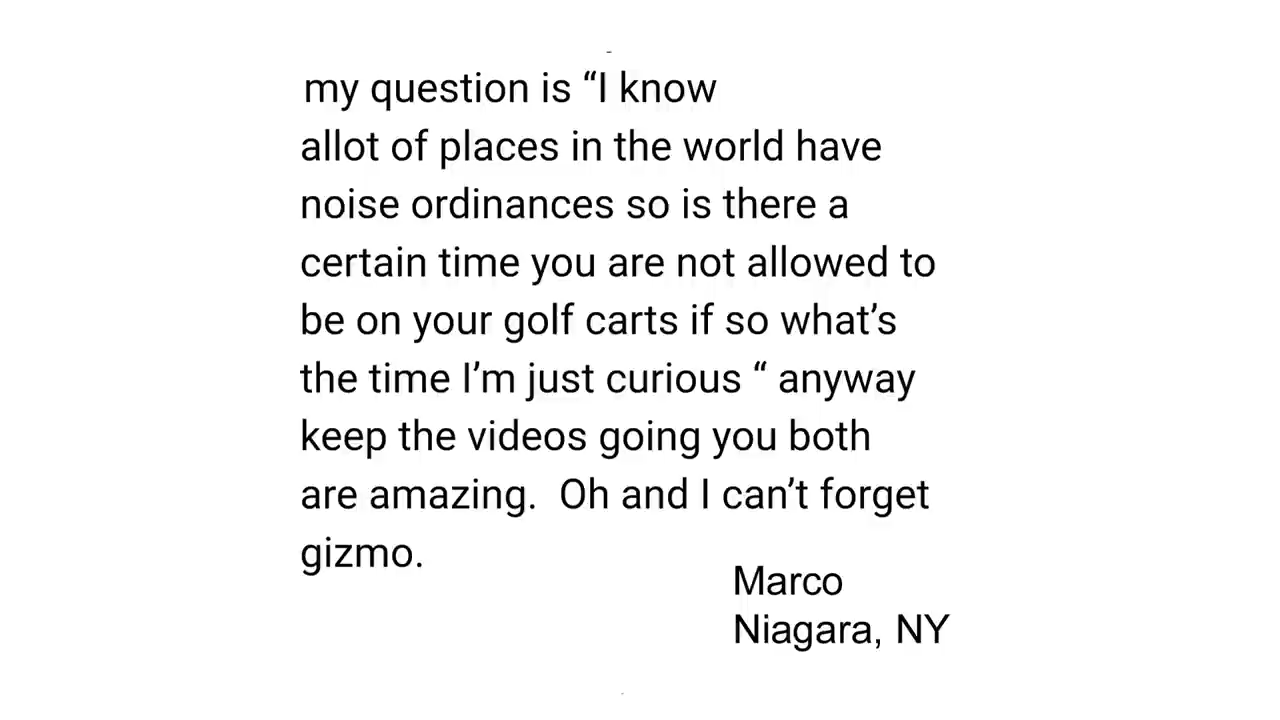 my question is “I know
allot of places in the world have
noise ordinances so is there a
certain time you are not allowed to
be on your golf carts if so what’s
the time I’m just curious “ anyway
keep the videos going you both
are amazing.  Oh and I can’t forget
gizmo.
Marco
Niagara, NY